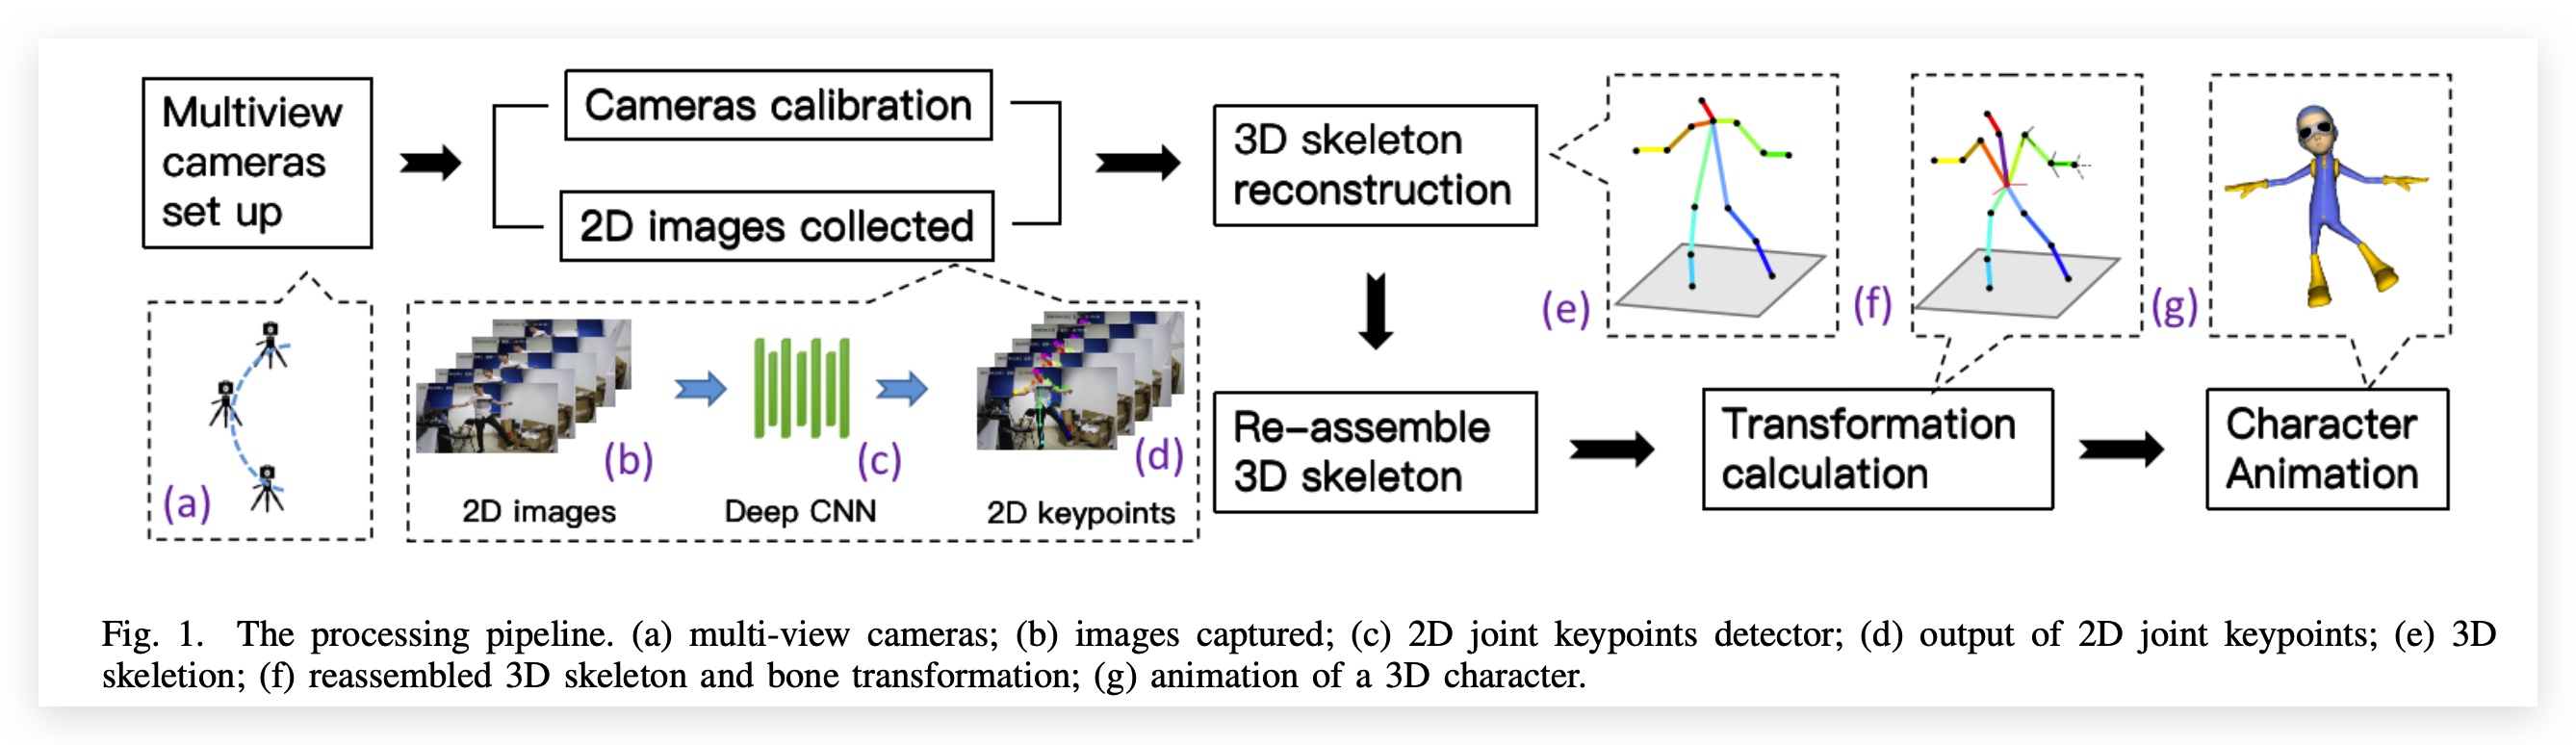 Multiview
cameras
set up
Cameras calibration
2D images collected
3D skeleton
reconstruction
(a)
(b)
2D images
(c)
Deep CNN
(d)
2D keypoints
(e)
(f)
(g)
Re-assemble
3D skeleton
Transformation
calculation
Character
Animation
Fig. 1. The processing pipeline. (a) multi-view cameras; (b) images captured; (c) 2D joint keypoints detector; (d) output of 2D joint keypoints; (e) 3D
skeletion; (f) reassembled 3D skeleton and bone transformation; (g) animation of a 3D character.